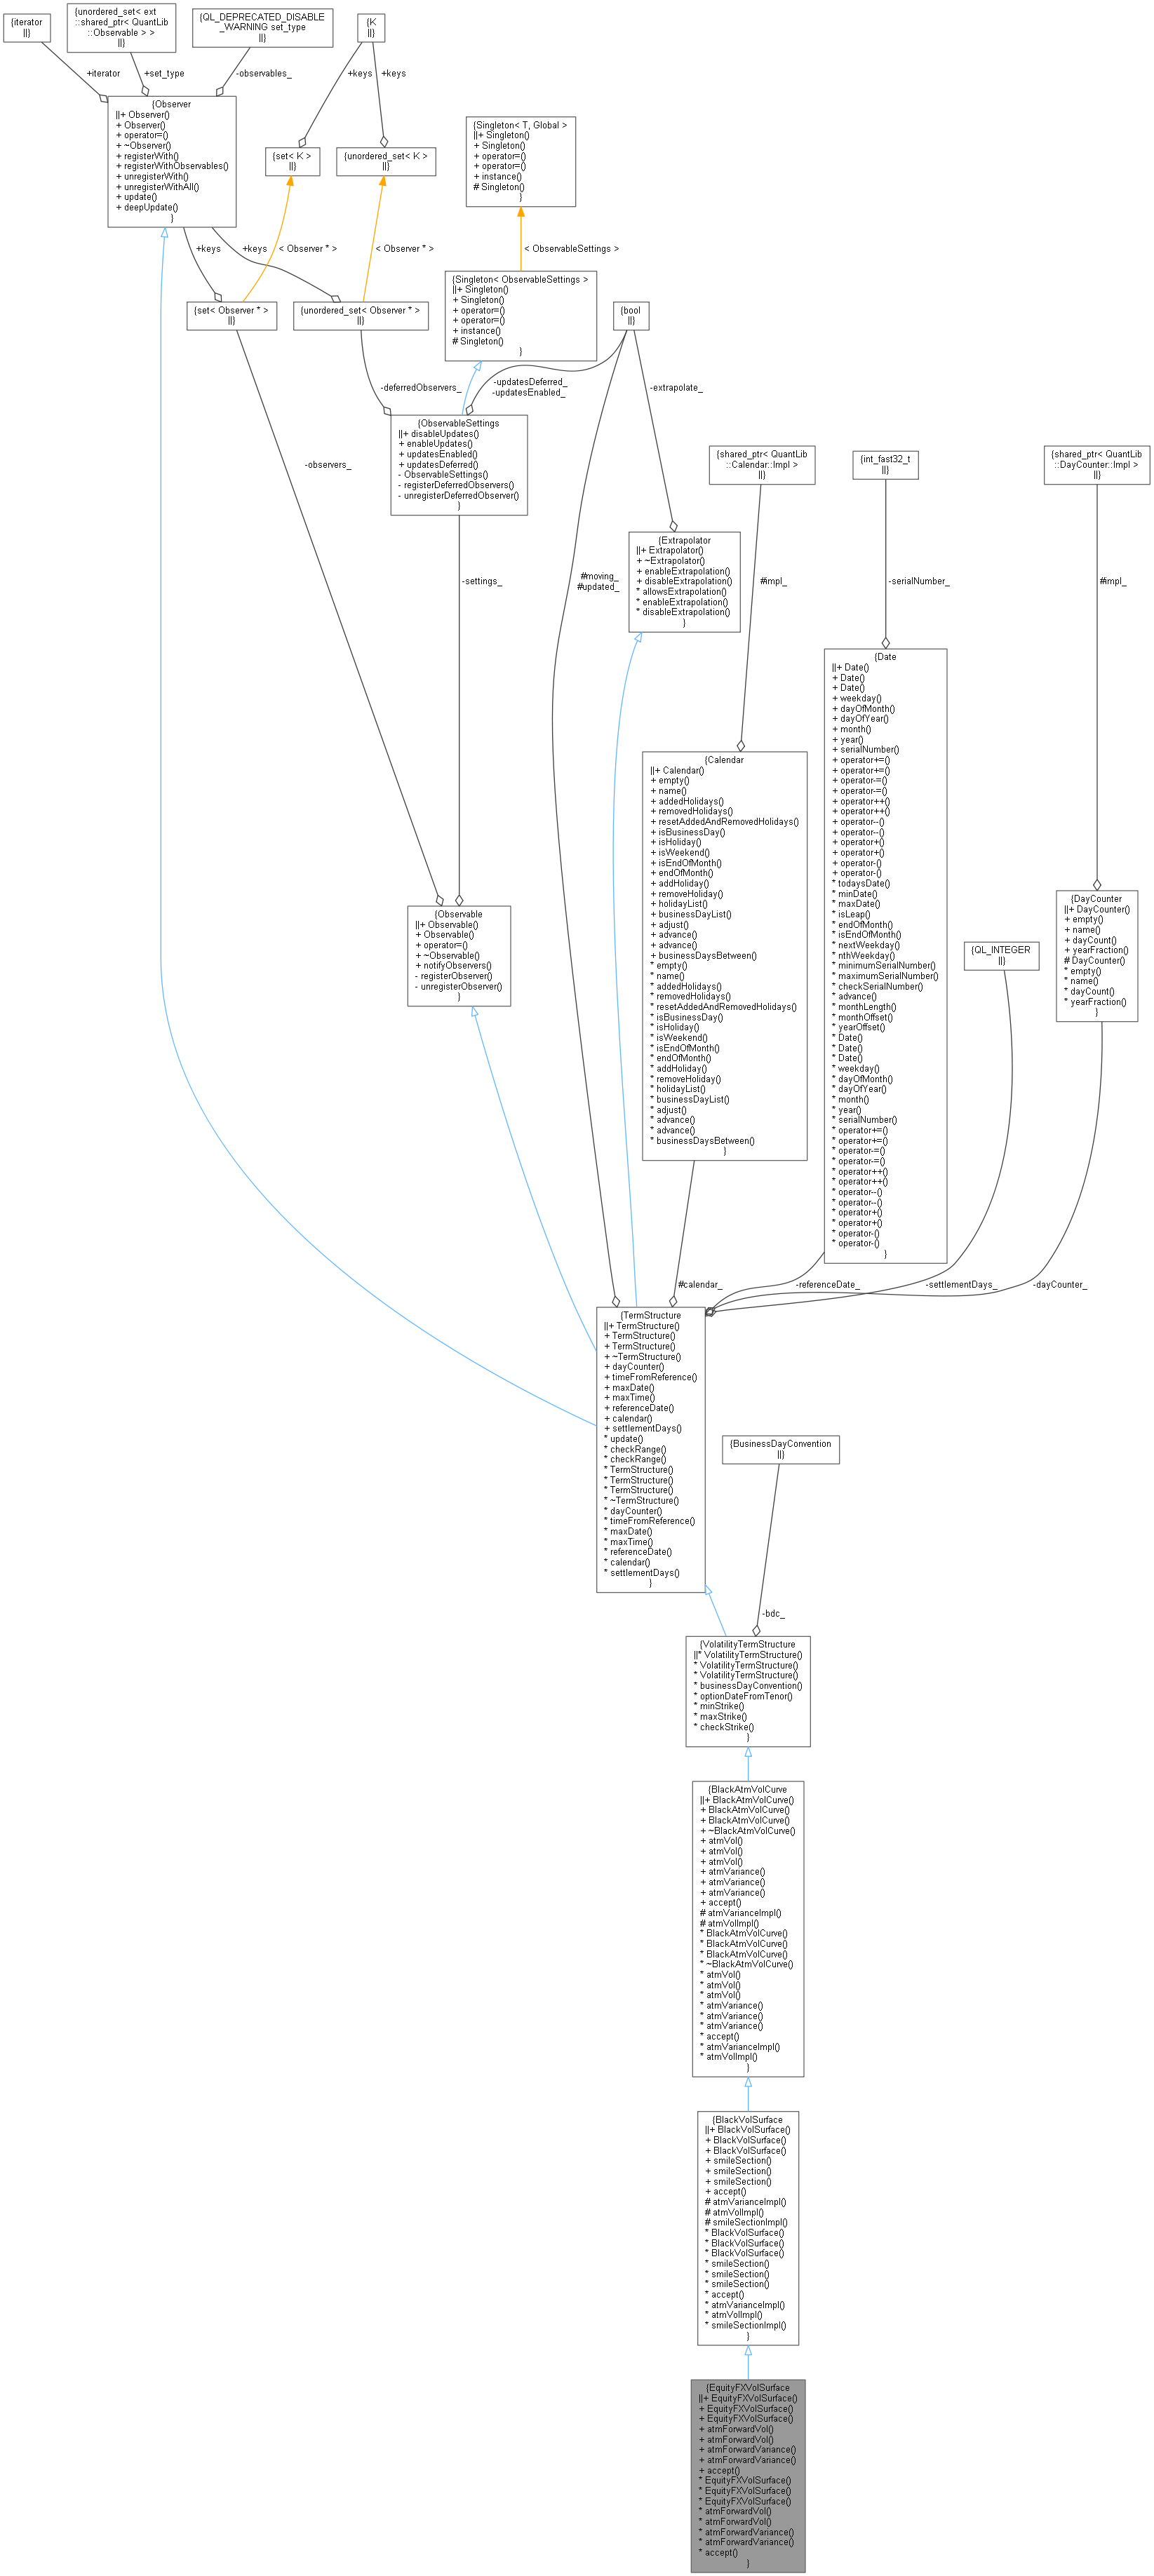 {iterator
||}
{unordered_set< ext
::shared_ptr< QuantLib
::Observable > >
||}
{QL_DEPRECATED_DISABLE
_WARNING set_type
||}
{K
||}
+iterator
+set_type
-observables_
+keys
+keys
{Observer
||+ Observer()
+ Observer()
+ operator=()
+ ~Observer()
+ registerWith()
+ registerWithObservables()
+ unregisterWith()
+ unregisterWithAll()
+ update()
+ deepUpdate()
}
{set< K >
||}
{unordered_set< K >
||}
{Singleton< T, Global >
||+ Singleton()
+ Singleton()
+ operator=()
+ operator=()
+ instance()
# Singleton()
}
+keys
+keys
< Observer * >
< Observer * >
< ObservableSettings >
{set< Observer * >
||}
{unordered_set< Observer * >
||}
{Singleton< ObservableSettings >
||+ Singleton()
+ Singleton()
+ operator=()
+ operator=()
+ instance()
# Singleton()
}
{bool
||}
-deferredObservers_
-updatesDeferred_
-updatesEnabled_
-extrapolate_
{ObservableSettings
||+ disableUpdates()
+ enableUpdates()
+ updatesEnabled()
+ updatesDeferred()
- ObservableSettings()
- registerDeferredObservers()
- unregisterDeferredObserver()
}
-observers_
{shared_ptr< QuantLib
::Calendar::Impl >
||}
{int_fast32_t
||}
{shared_ptr< QuantLib
::DayCounter::Impl >
||}
-settings_
#moving_
#updated_
{Extrapolator
||+ Extrapolator()
+ ~Extrapolator()
+ enableExtrapolation()
+ disableExtrapolation()
* allowsExtrapolation()
* enableExtrapolation()
* disableExtrapolation()
}
#impl_
-serialNumber_
#impl_
{Calendar
||+ Calendar()
+ empty()
+ name()
+ addedHolidays()
+ removedHolidays()
+ resetAddedAndRemovedHolidays()
+ isBusinessDay()
+ isHoliday()
+ isWeekend()
+ isEndOfMonth()
+ endOfMonth()
+ addHoliday()
+ removeHoliday()
+ holidayList()
+ businessDayList()
+ adjust()
+ advance()
+ advance()
+ businessDaysBetween()
* empty()
* name()
* addedHolidays()
* removedHolidays()
* resetAddedAndRemovedHolidays()
* isBusinessDay()
* isHoliday()
* isWeekend()
* isEndOfMonth()
* endOfMonth()
* addHoliday()
* removeHoliday()
* holidayList()
* businessDayList()
* adjust()
* advance()
* advance()
* businessDaysBetween()
}
{Date
||+ Date()
+ Date()
+ Date()
+ weekday()
+ dayOfMonth()
+ dayOfYear()
+ month()
+ year()
+ serialNumber()
+ operator+=()
+ operator+=()
+ operator-=()
+ operator-=()
+ operator++()
+ operator++()
+ operator--()
+ operator--()
+ operator+()
+ operator+()
+ operator-()
+ operator-()
* todaysDate()
* minDate()
* maxDate()
* isLeap()
* endOfMonth()
* isEndOfMonth()
* nextWeekday()
* nthWeekday()
* minimumSerialNumber()
* maximumSerialNumber()
* checkSerialNumber()
* advance()
* monthLength()
* monthOffset()
* yearOffset()
* Date()
* Date()
* Date()
* weekday()
* dayOfMonth()
* dayOfYear()
* month()
* year()
* serialNumber()
* operator+=()
* operator+=()
* operator-=()
* operator-=()
* operator++()
* operator++()
* operator--()
* operator--()
* operator+()
* operator+()
* operator-()
* operator-()
}
{DayCounter
||+ DayCounter()
+ empty()
+ name()
+ dayCount()
+ yearFraction()
# DayCounter()
* empty()
* name()
* dayCount()
* yearFraction()
}
{Observable
||+ Observable()
+ Observable()
+ operator=()
+ ~Observable()
+ notifyObservers()
- registerObserver()
- unregisterObserver()
}
{QL_INTEGER
||}
#calendar_
-referenceDate_
-settlementDays_
-dayCounter_
{TermStructure
||+ TermStructure()
+ TermStructure()
+ TermStructure()
+ ~TermStructure()
+ dayCounter()
+ timeFromReference()
+ maxDate()
+ maxTime()
+ referenceDate()
+ calendar()
+ settlementDays()
* update()
* checkRange()
* checkRange()
* TermStructure()
* TermStructure()
* TermStructure()
* ~TermStructure()
* dayCounter()
* timeFromReference()
* maxDate()
* maxTime()
* referenceDate()
* calendar()
* settlementDays()
}
{BusinessDayConvention
||}
-bdc_
{VolatilityTermStructure
||* VolatilityTermStructure()
* VolatilityTermStructure()
* VolatilityTermStructure()
* businessDayConvention()
* optionDateFromTenor()
* minStrike()
* maxStrike()
* checkStrike()
}
{BlackAtmVolCurve
||+ BlackAtmVolCurve()
+ BlackAtmVolCurve()
+ BlackAtmVolCurve()
+ ~BlackAtmVolCurve()
+ atmVol()
+ atmVol()
+ atmVol()
+ atmVariance()
+ atmVariance()
+ atmVariance()
+ accept()
# atmVarianceImpl()
# atmVolImpl()
* BlackAtmVolCurve()
* BlackAtmVolCurve()
* BlackAtmVolCurve()
* ~BlackAtmVolCurve()
* atmVol()
* atmVol()
* atmVol()
* atmVariance()
* atmVariance()
* atmVariance()
* accept()
* atmVarianceImpl()
* atmVolImpl()
}
{BlackVolSurface
||+ BlackVolSurface()
+ BlackVolSurface()
+ BlackVolSurface()
+ smileSection()
+ smileSection()
+ smileSection()
+ accept()
# atmVarianceImpl()
# atmVolImpl()
# smileSectionImpl()
* BlackVolSurface()
* BlackVolSurface()
* BlackVolSurface()
* smileSection()
* smileSection()
* smileSection()
* accept()
* atmVarianceImpl()
* atmVolImpl()
* smileSectionImpl()
}
{EquityFXVolSurface
||+ EquityFXVolSurface()
+ EquityFXVolSurface()
+ EquityFXVolSurface()
+ atmForwardVol()
+ atmForwardVol()
+ atmForwardVariance()
+ atmForwardVariance()
+ accept()
* EquityFXVolSurface()
* EquityFXVolSurface()
* EquityFXVolSurface()
* atmForwardVol()
* atmForwardVol()
* atmForwardVariance()
* atmForwardVariance()
* accept()
}